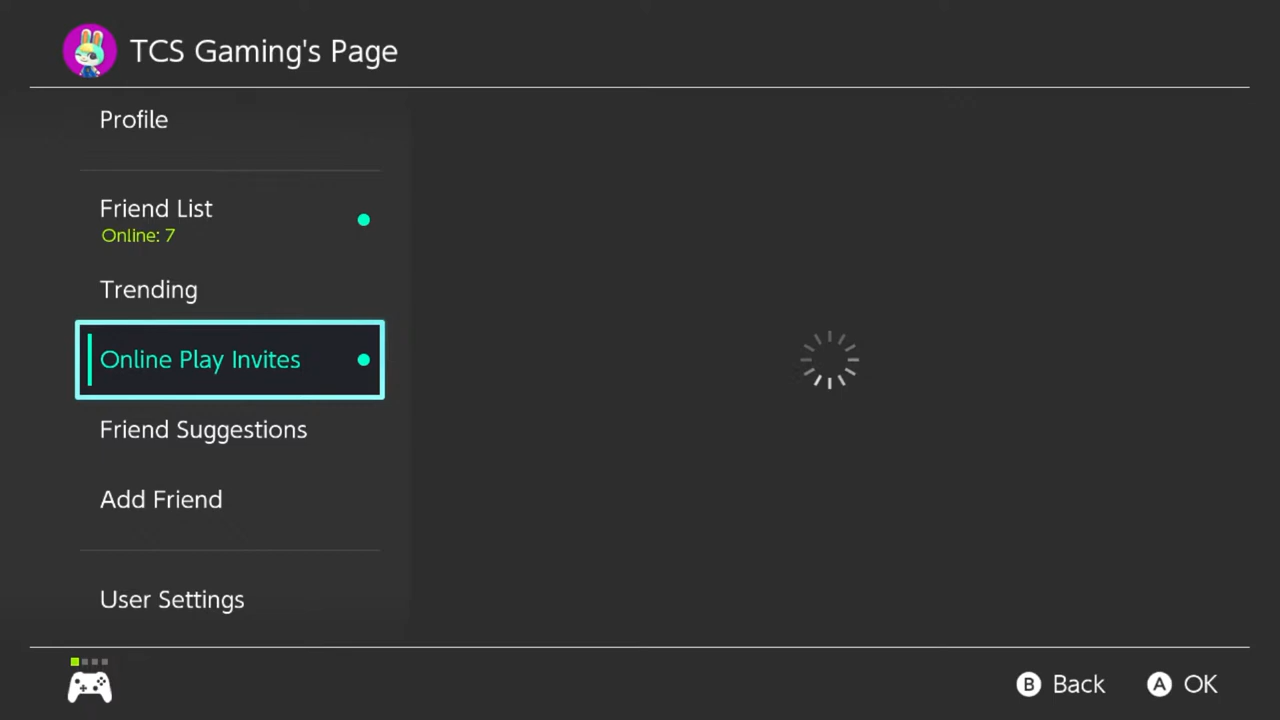 TCS Gaming's Page
Profile
Friend List
Online: 7
Trending
Online Play Invites
Friend Suggestions
Add Friend
User Settings
B Back A OK